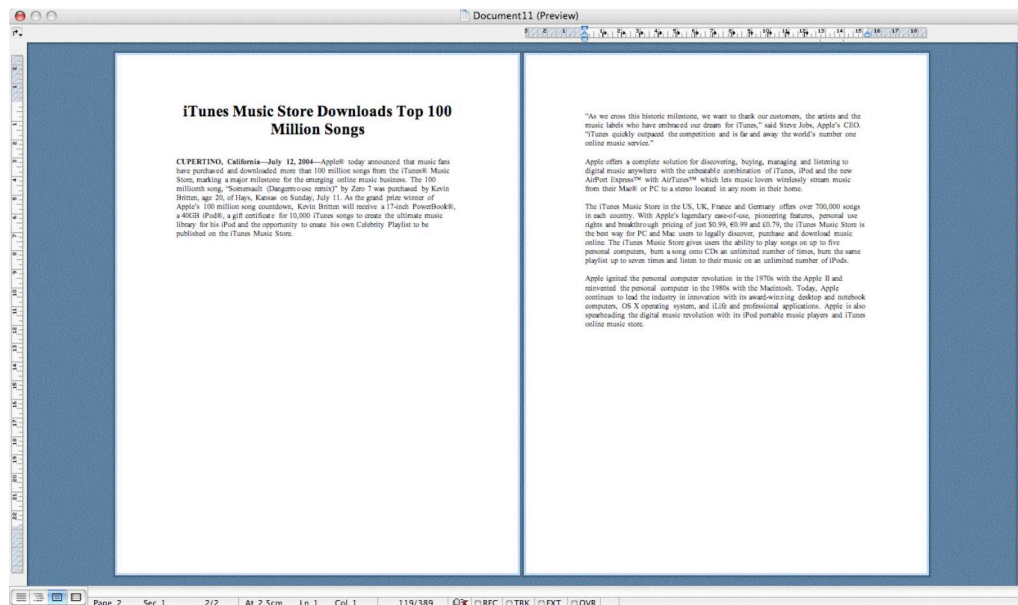 Document11 (Preview)
iTunes Music Store Downloads Top 100
Million Songs
CUPERTINO, California—July 12, 2004—Apple® today announced that music fans
have purchased and downloaded more than 100 million songs from the iTunes® Music
Store, marking a major milestone for the emerging online music business. The 100
millionth song, “Somersault (Dangermouse remix)” by Zero 7 was purchased by Kevin
Britten, age 20, of Hays, Kansas on Sunday, July 11. As the grand prize winner of
Apple's 100 million song countdown, Kevin Britten will receive a 17-inch PowerBook®,
a 40GB iPod®, a gift certificate for 10,000 iTunes songs to create the ultimate music
library for his iPod and the opportunity to create his own Celebrity Playlist to be
published on the iTunes Music Store.
"As we cross this historic milestone, we want to thank our customers, the artists and the
music labels who have embraced our dream for iTunes," said Steve Jobs, Apple's CEO.
"iTunes quickly outpaced the competition and is far and away the world's number one
online music service."
Apple offers a complete solution for discovering, buying, managing and listening to
digital music anywhere with the unbeatable combination of iTunes, iPod and the new
AirPort Express™ with AirTunes™ which lets music lovers wirelessly stream music
from their Mac® or PC to a stereo located in any room in their home.
The iTunes Music Store in the US, UK, France and Germany offers over 700,000 songs
in each country. With Apple's legendary ease-of-use, pioneering features, personal use
rights and breakthrough pricing of just $0.99, €0.99 and £0.79, the iTunes Music Store is
the best way for PC and Mac users to legally discover, purchase and download music
online. The iTunes Music Store gives users the ability to play songs on up to five
personal computers, burn a song onto CDs an unlimited number of times, burn the same
playlist up to seven times and listen to their music on an unlimited number of iPods.
Apple ignited the personal computer revolution in the 1970s with the Apple II and
reinvented the personal computer in the 1980s with the Macintosh. Today, Apple
continues to lead the industry in innovation with its award-winning desktop and notebook
computers, OS X operating system, and iLife and professional applications. Apple is also
spearheading the digital music revolution with its iPod portable music players and iTunes
online music store.
Page 2 Sec 1 2/2 At 2.5cm Ln 1 Col 1 119/389 REC TRK EXT OVR